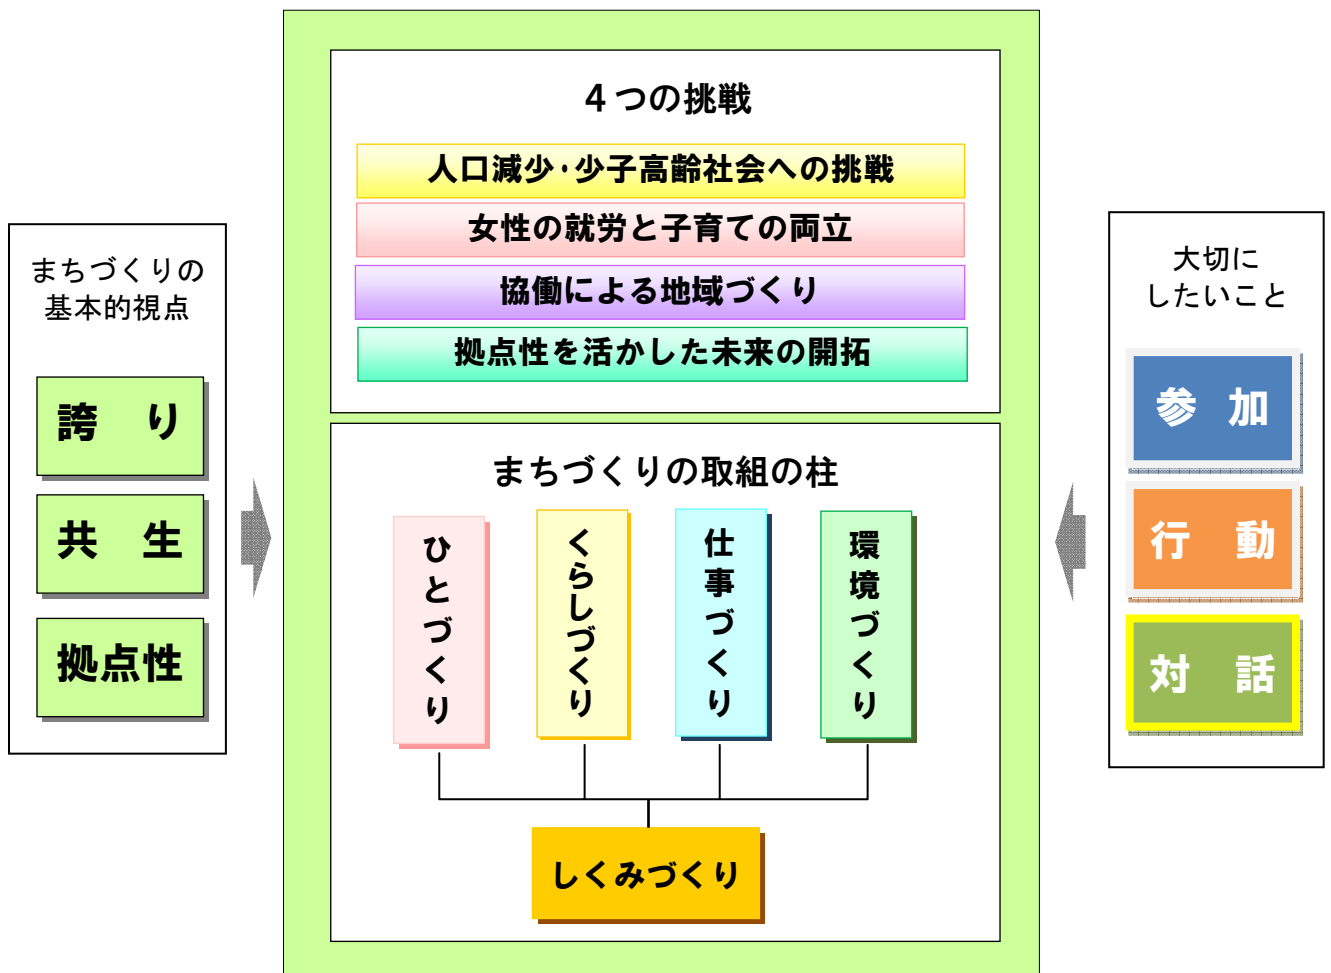 4つの挑戦
人口減少・少子高齢社会への挑戦
女性の就労と子育ての両立
協働による地域づくり
拠点性を活かした未来の開拓
まちづくりの
基本的視点
誇 り
共 生
拠点性
まちづくりの取組の柱
ひとづくり
くらしづくり
仕事づくり
環境づくり
しくみづくり
大切に
したいこと
参 加
行 動
対 話